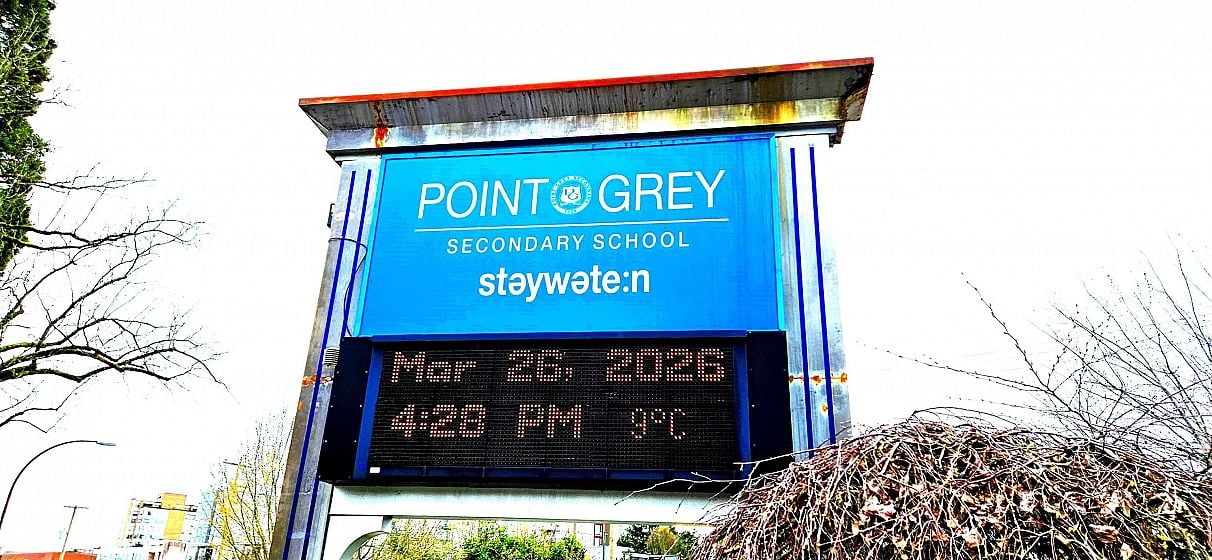 POINT GREY
SECONDARY SCHOOL
stəywəte:n
Mar 26, 2026
4:28 PM 9°C